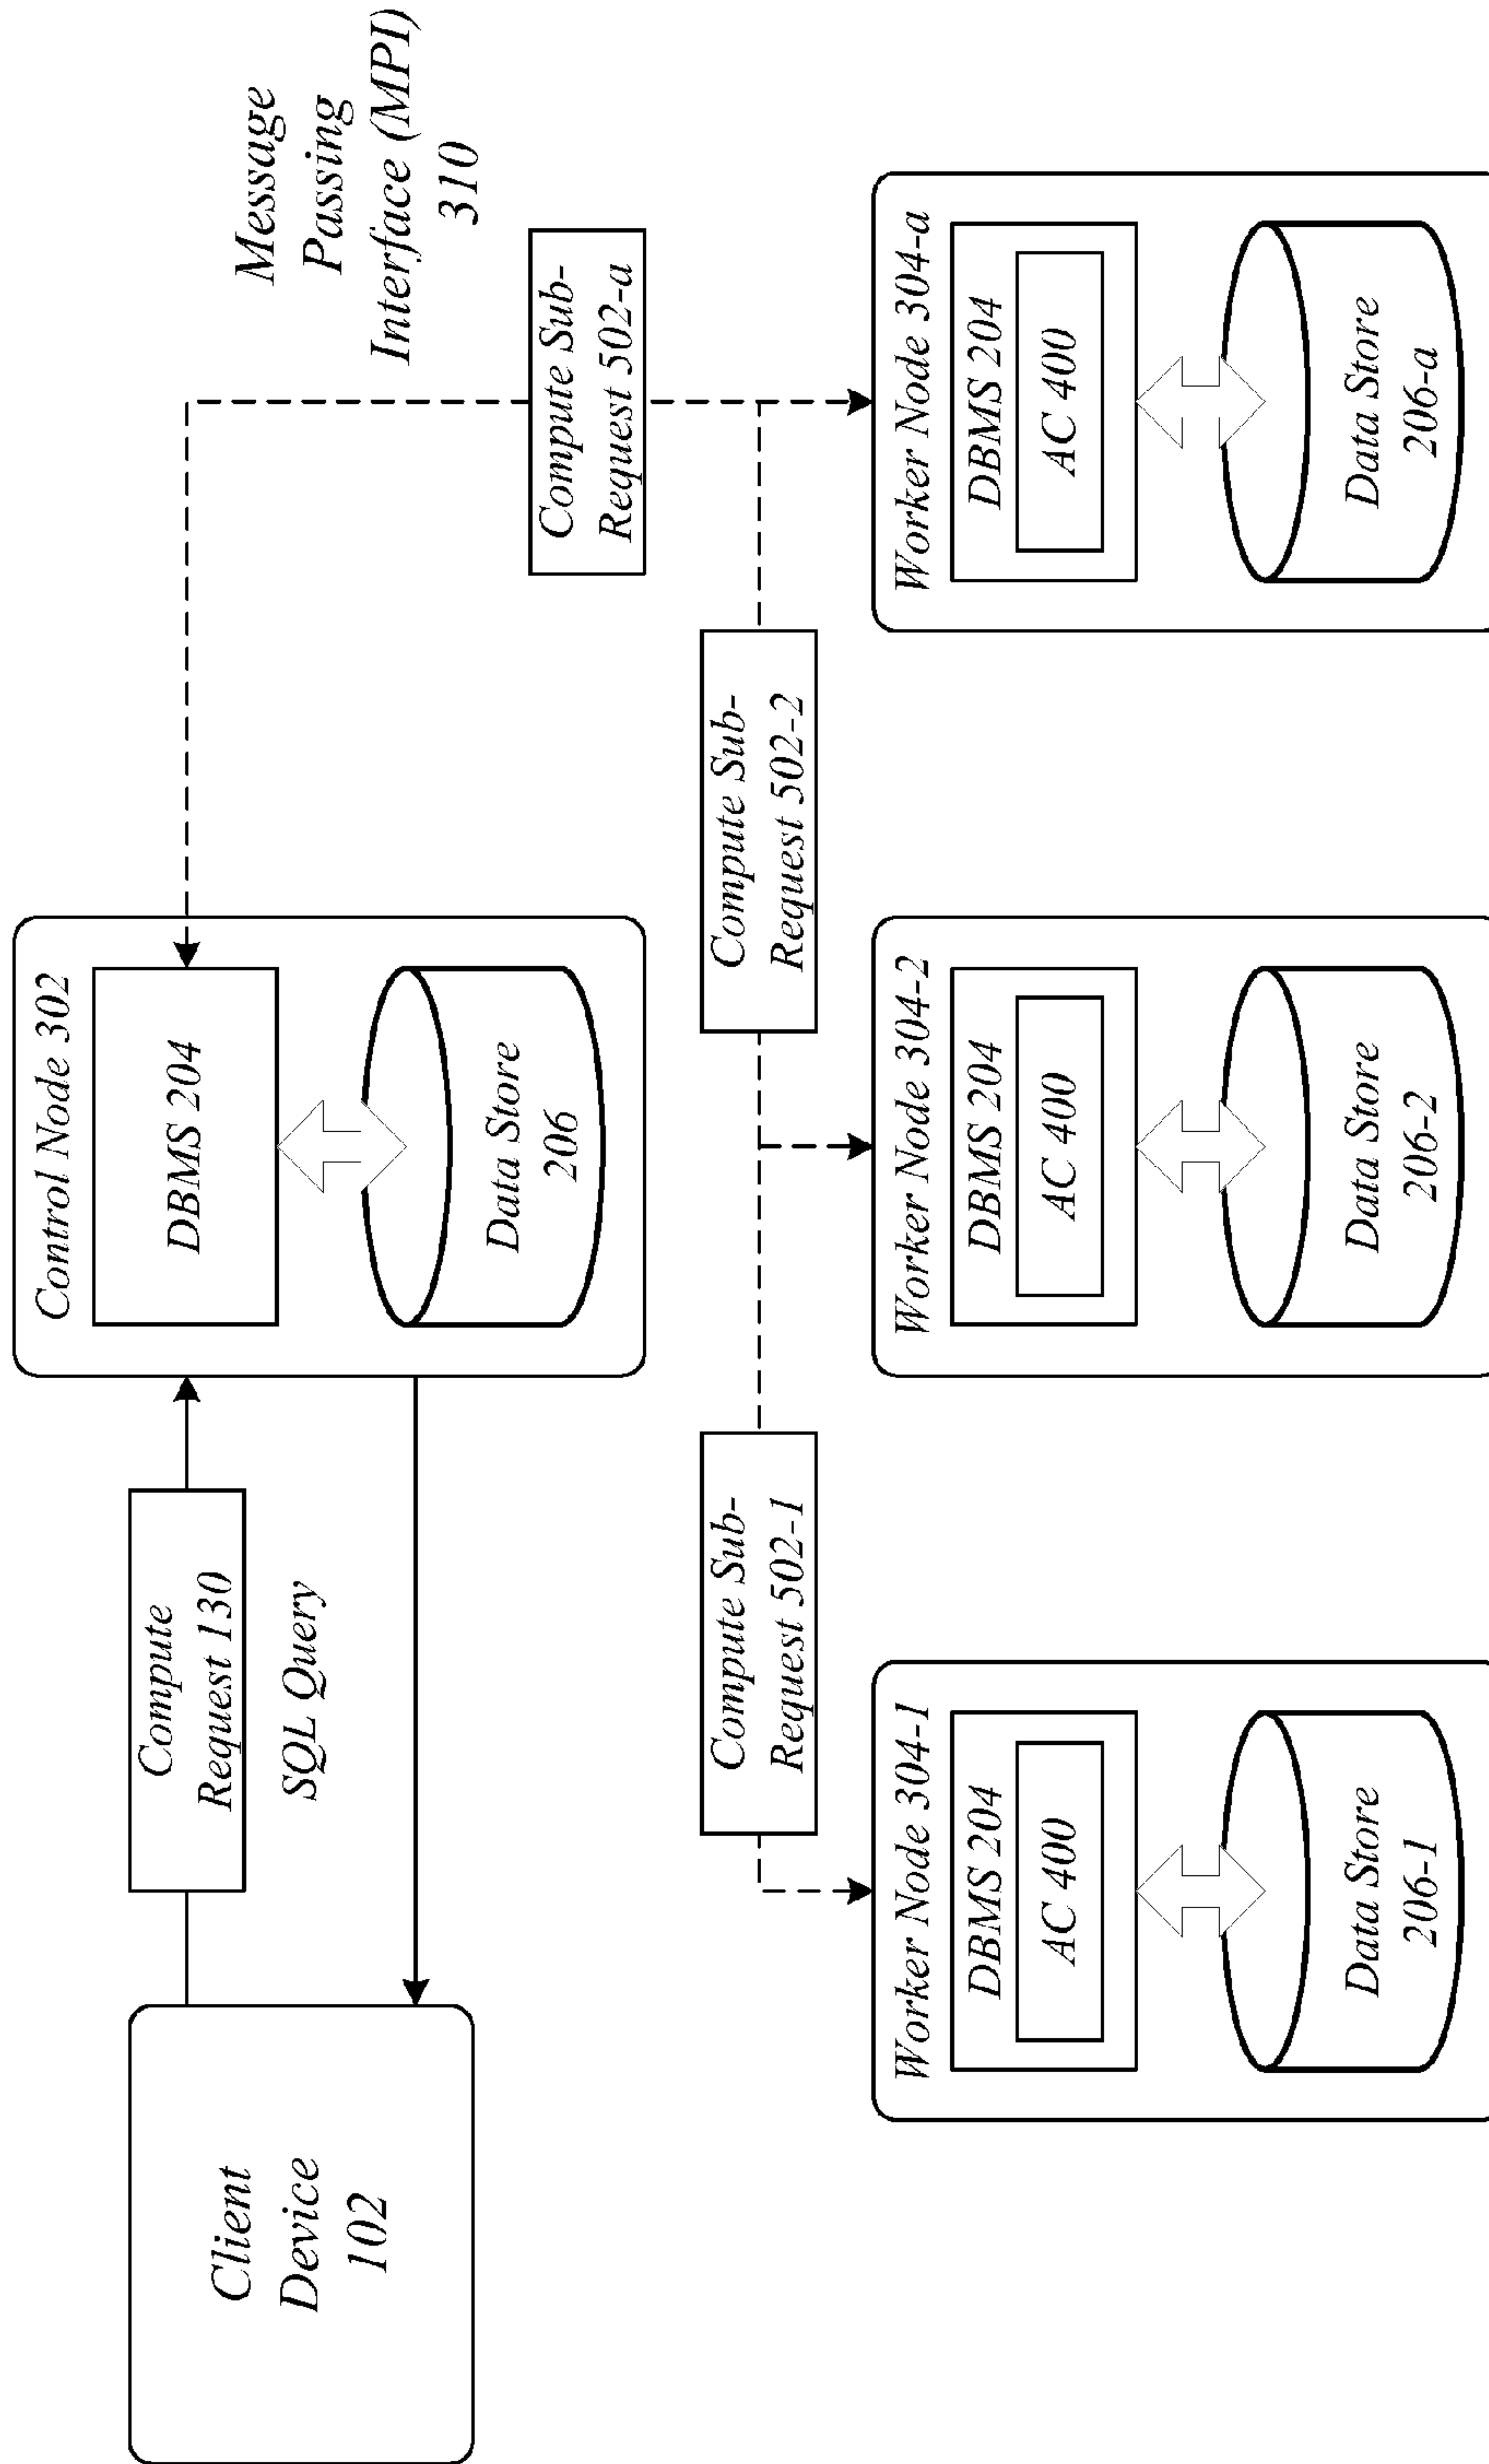 Client
Device
102
Compute
Request 130
SQL Query
Control Node 302
DBMS 204
Data Store
206
Message
Passing
Interface (MPI)
310
Compute Sub-
Request 502-a
Compute Sub-
Request 502-1
Compute Sub-
Request 502-2
Worker Node 304-1
DBMS 204
AC 400
Data Store
206-1
Worker Node 304-2
DBMS 204
AC 400
Data Store
206-2
Worker Node 304-a
DBMS 204
AC 400
Data Store
206-a